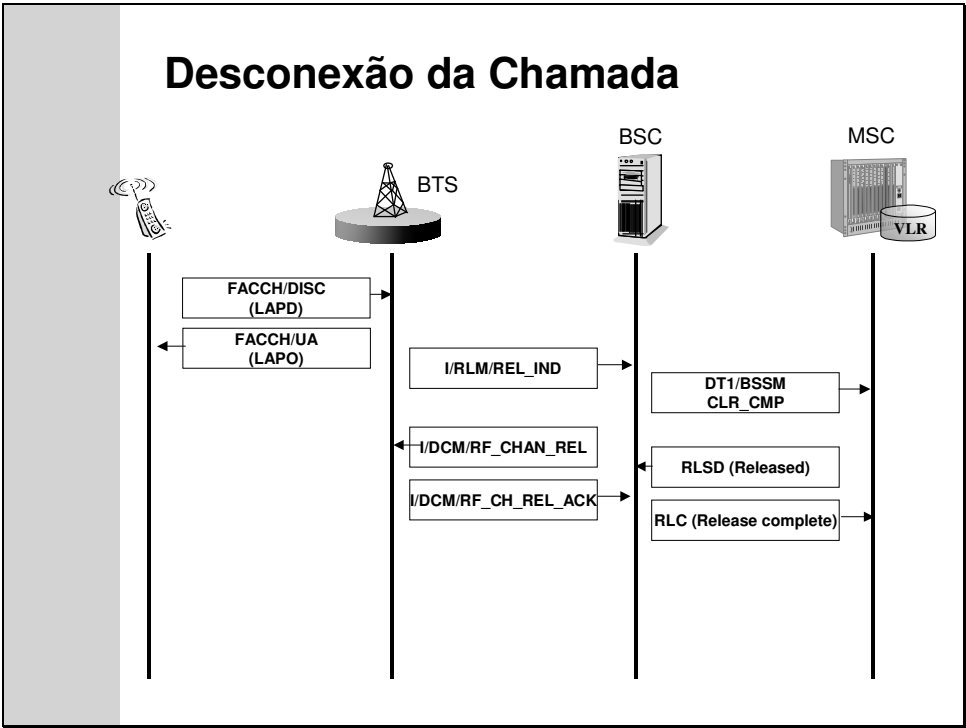 Desconexão da Chamada
BSC
MSC
BTS
VLR
FACCH/DISC
(LAPD)
FACCH/UA
(LAPO)
I/RLM/REL_IND
DT1/BSSM
CLR_CMP
I/DCM/RF_CHAN_REL
RLSD (Released)
I/DCM/RF_CH_REL_ACK
RLC (Release complete)